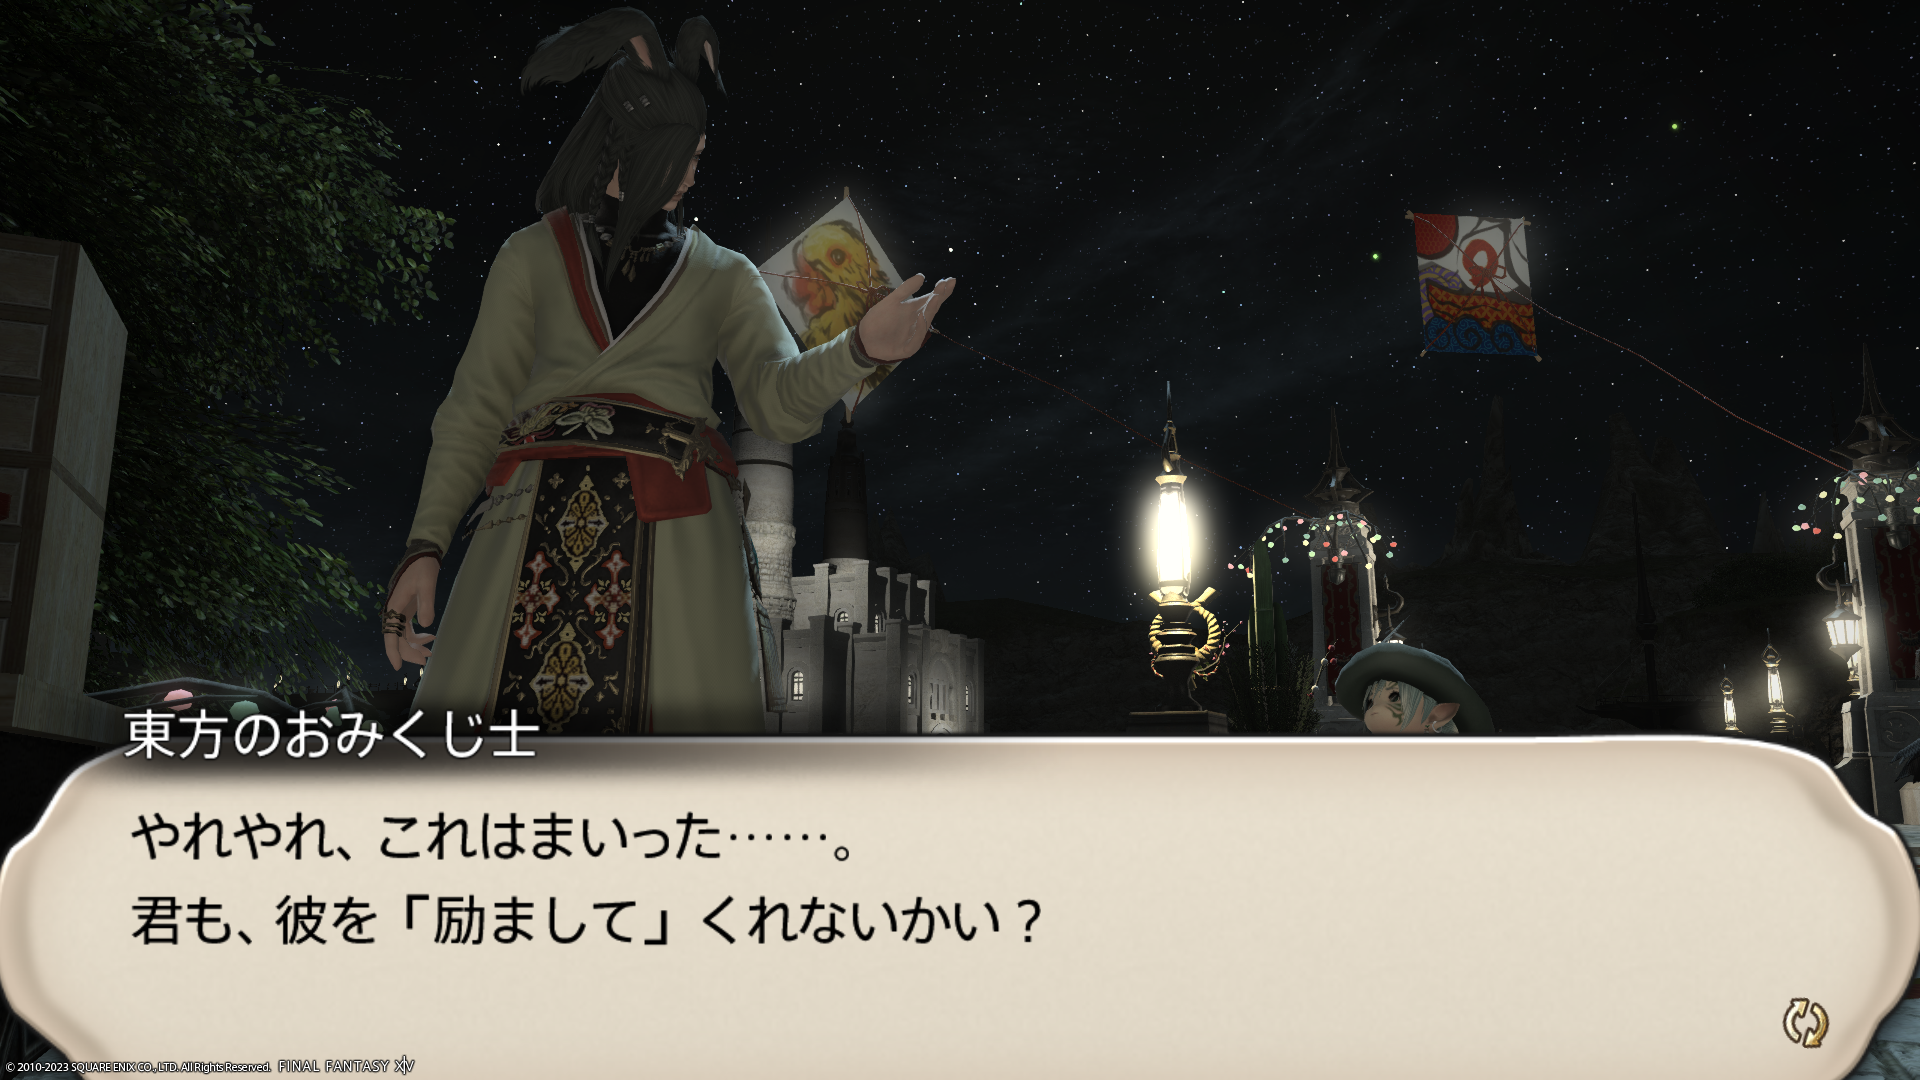 東方のおみくじ士
やれやれ、これはまいった……。
君も、彼を「励まして」くれないかい？
© 2010-2023 SQUARE ENIX CO., LTD. All Rights Reserved. FINAL FANTASY XIV